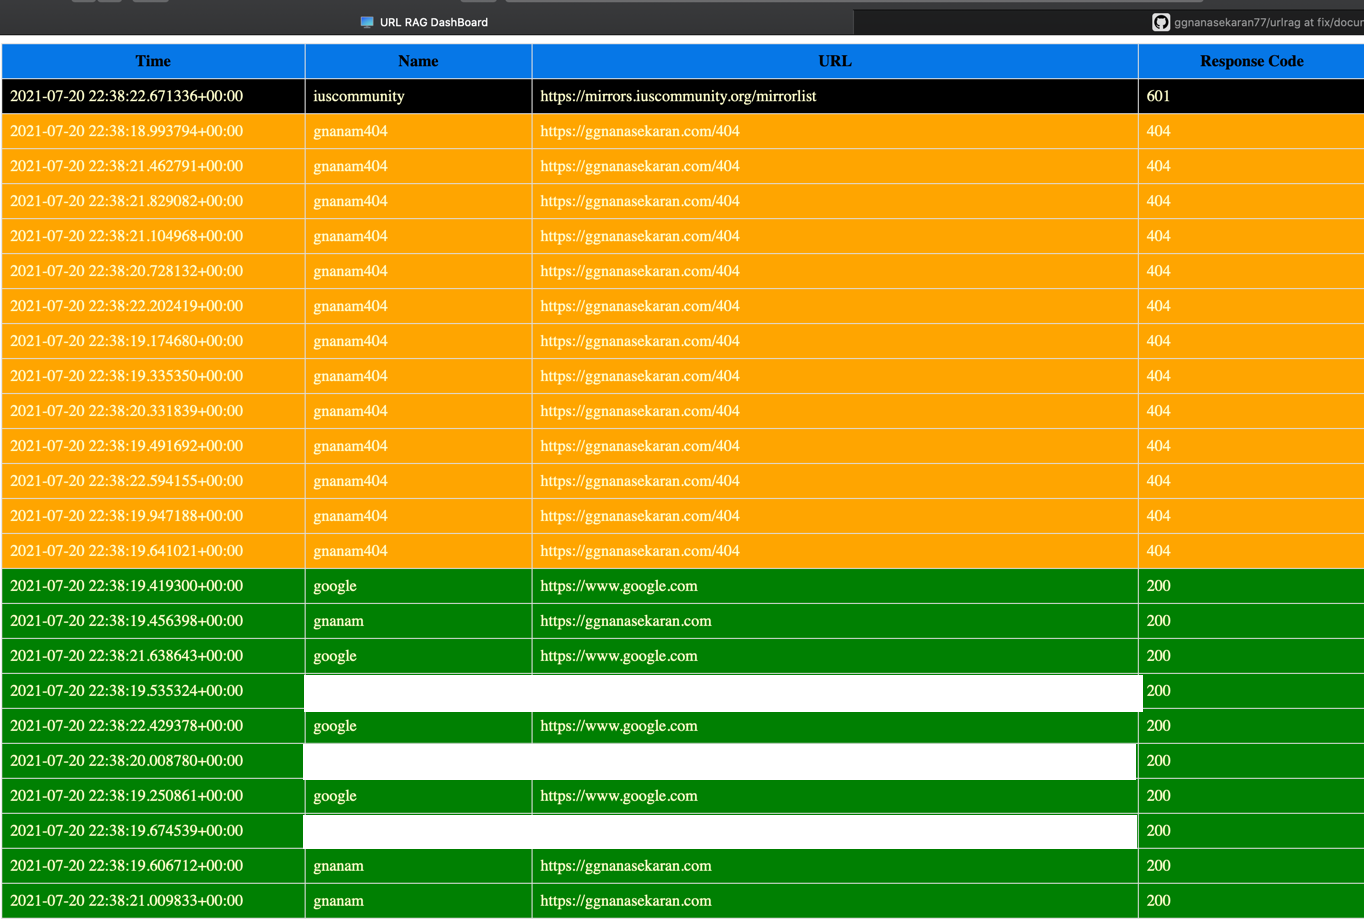 URL RAG DashBoard ggnanasekaran77/urlrag at fix/docum
Time Name URL Response Code
2021-07-20 22:38:22.671336+00:00 iuscommunity https://mirrors.iuscommunity.org/mirrorlist 601
2021-07-20 22:38:18.993794+00:00 gnanam404 https://ggnanasekaran.com/404 404
2021-07-20 22:38:21.462791+00:00 gnanam404 https://ggnanasekaran.com/404 404
2021-07-20 22:38:21.829082+00:00 gnanam404 https://ggnanasekaran.com/404 404
2021-07-20 22:38:21.104968+00:00 gnanam404 https://ggnanasekaran.com/404 404
2021-07-20 22:38:20.728132+00:00 gnanam404 https://ggnanasekaran.com/404 404
2021-07-20 22:38:22.202419+00:00 gnanam404 https://ggnanasekaran.com/404 404
2021-07-20 22:38:19.174680+00:00 gnanam404 https://ggnanasekaran.com/404 404
2021-07-20 22:38:19.335350+00:00 gnanam404 https://ggnanasekaran.com/404 404
2021-07-20 22:38:20.331839+00:00 gnanam404 https://ggnanasekaran.com/404 404
2021-07-20 22:38:19.491692+00:00 gnanam404 https://ggnanasekaran.com/404 404
2021-07-20 22:38:22.594155+00:00 gnanam404 https://ggnanasekaran.com/404 404
2021-07-20 22:38:19.947188+00:00 gnanam404 https://ggnanasekaran.com/404 404
2021-07-20 22:38:19.641021+00:00 gnanam404 https://ggnanasekaran.com/404 404
2021-07-20 22:38:19.419300+00:00 google https://www.google.com 200
2021-07-20 22:38:19.456398+00:00 gnanam https://ggnanasekaran.com 200
2021-07-20 22:38:21.638643+00:00 google https://www.google.com 200
2021-07-20 22:38:19.535324+00:00 200
2021-07-20 22:38:22.429378+00:00 google https://www.google.com 200
2021-07-20 22:38:20.008780+00:00 200
2021-07-20 22:38:19.250861+00:00 google https://www.google.com 200
2021-07-20 22:38:19.674539+00:00 200
2021-07-20 22:38:19.606712+00:00 gnanam https://ggnanasekaran.com 200
2021-07-20 22:38:21.009833+00:00 gnanam https://ggnanasekaran.com 200